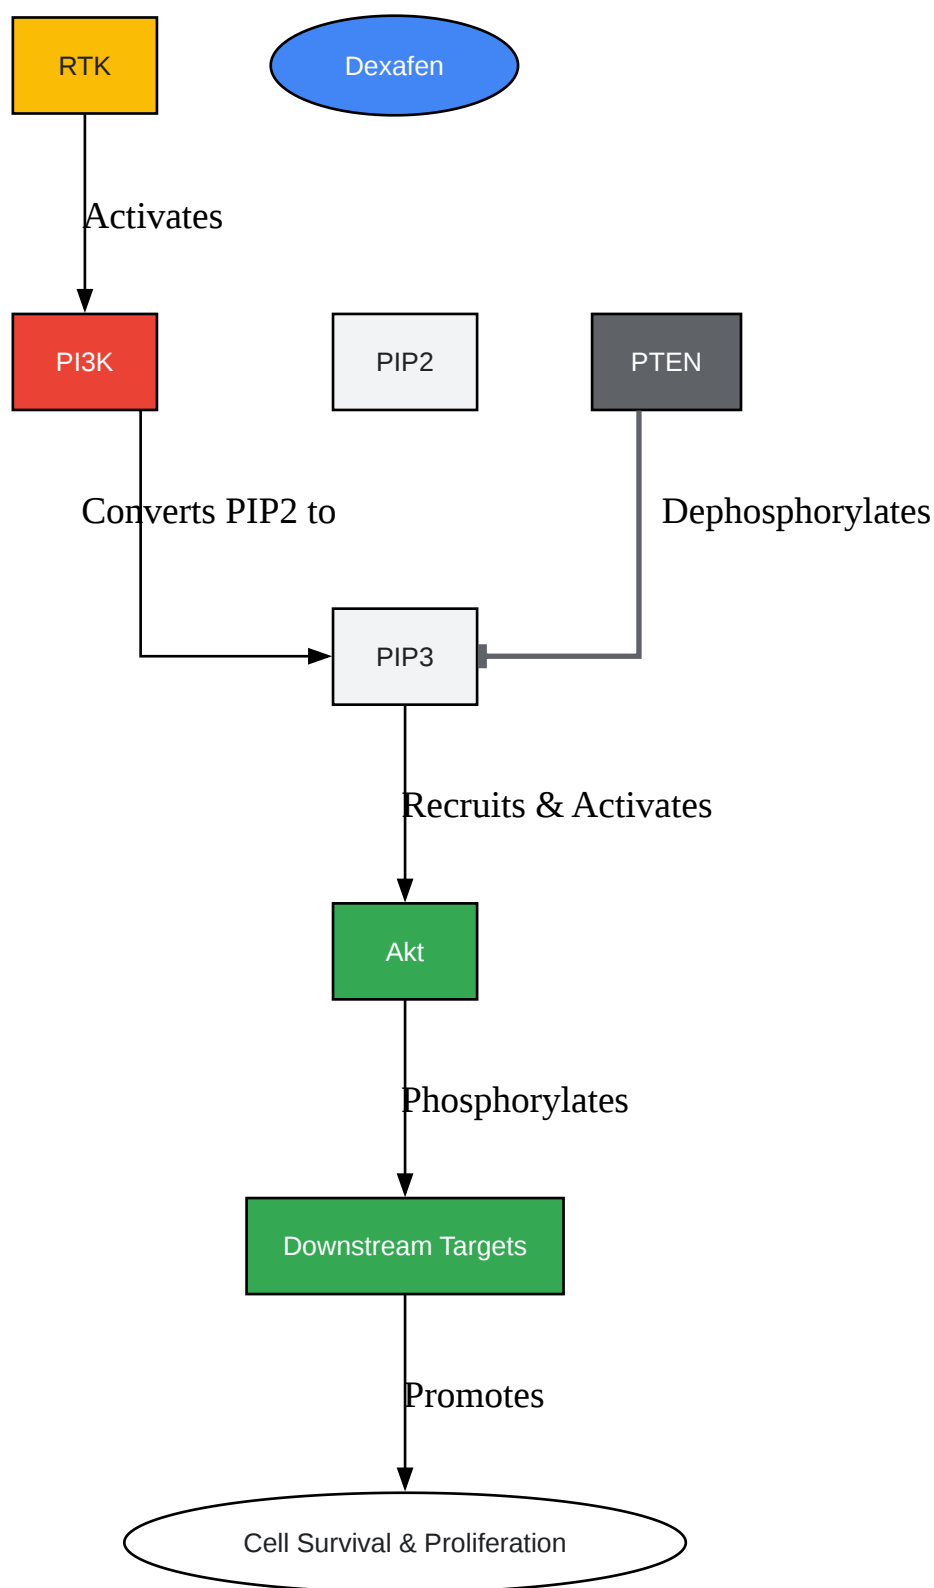 RTK
Dexafen
Activates
PI3K
PIP2
PTEN
Converts PIP2 to
Dephosphorylates
PIP3
Recruits & Activates
Akt
Phosphorylates
Downstream Targets
Promotes
Cell Survival & Proliferation